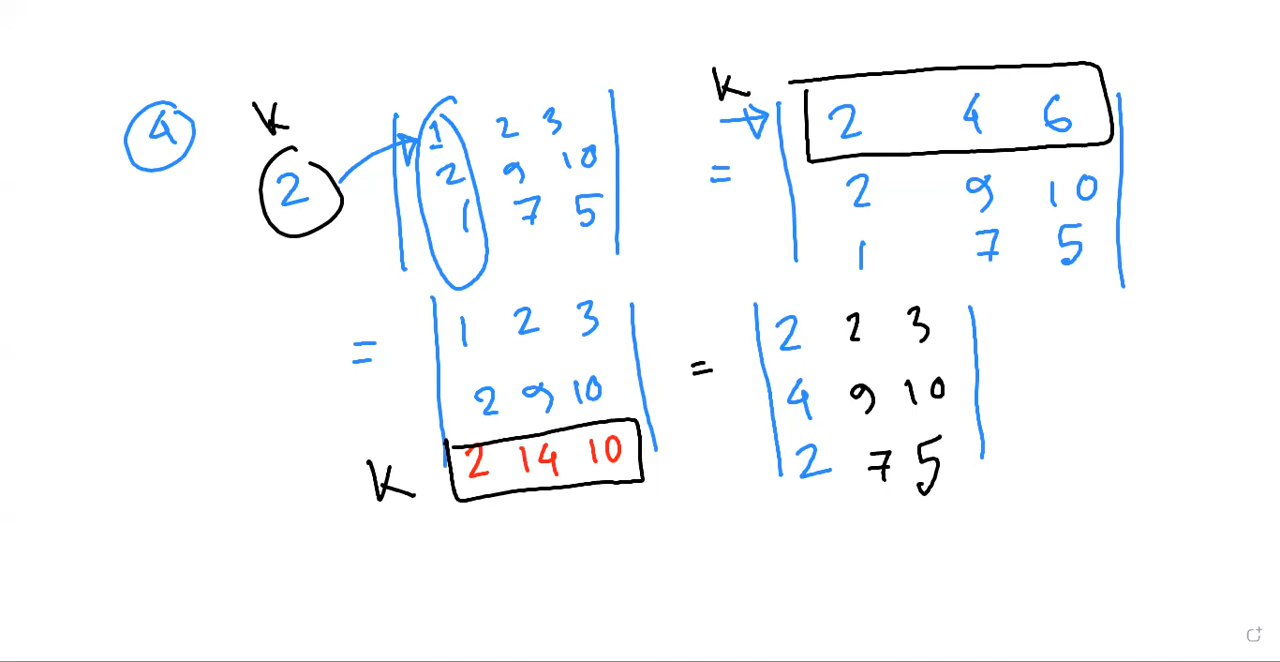 4 K 2 | 1 2 3 | = K | 2 4 6 |
| 2 9 10 | | 2 9 10 |
| 1 7 5 | | 1 7 5 |
= | 1 2 3 | = | 2 2 3 |
| 2 9 10 | | 4 9 10 |
K | 2 14 10 | | 2 7 5 |